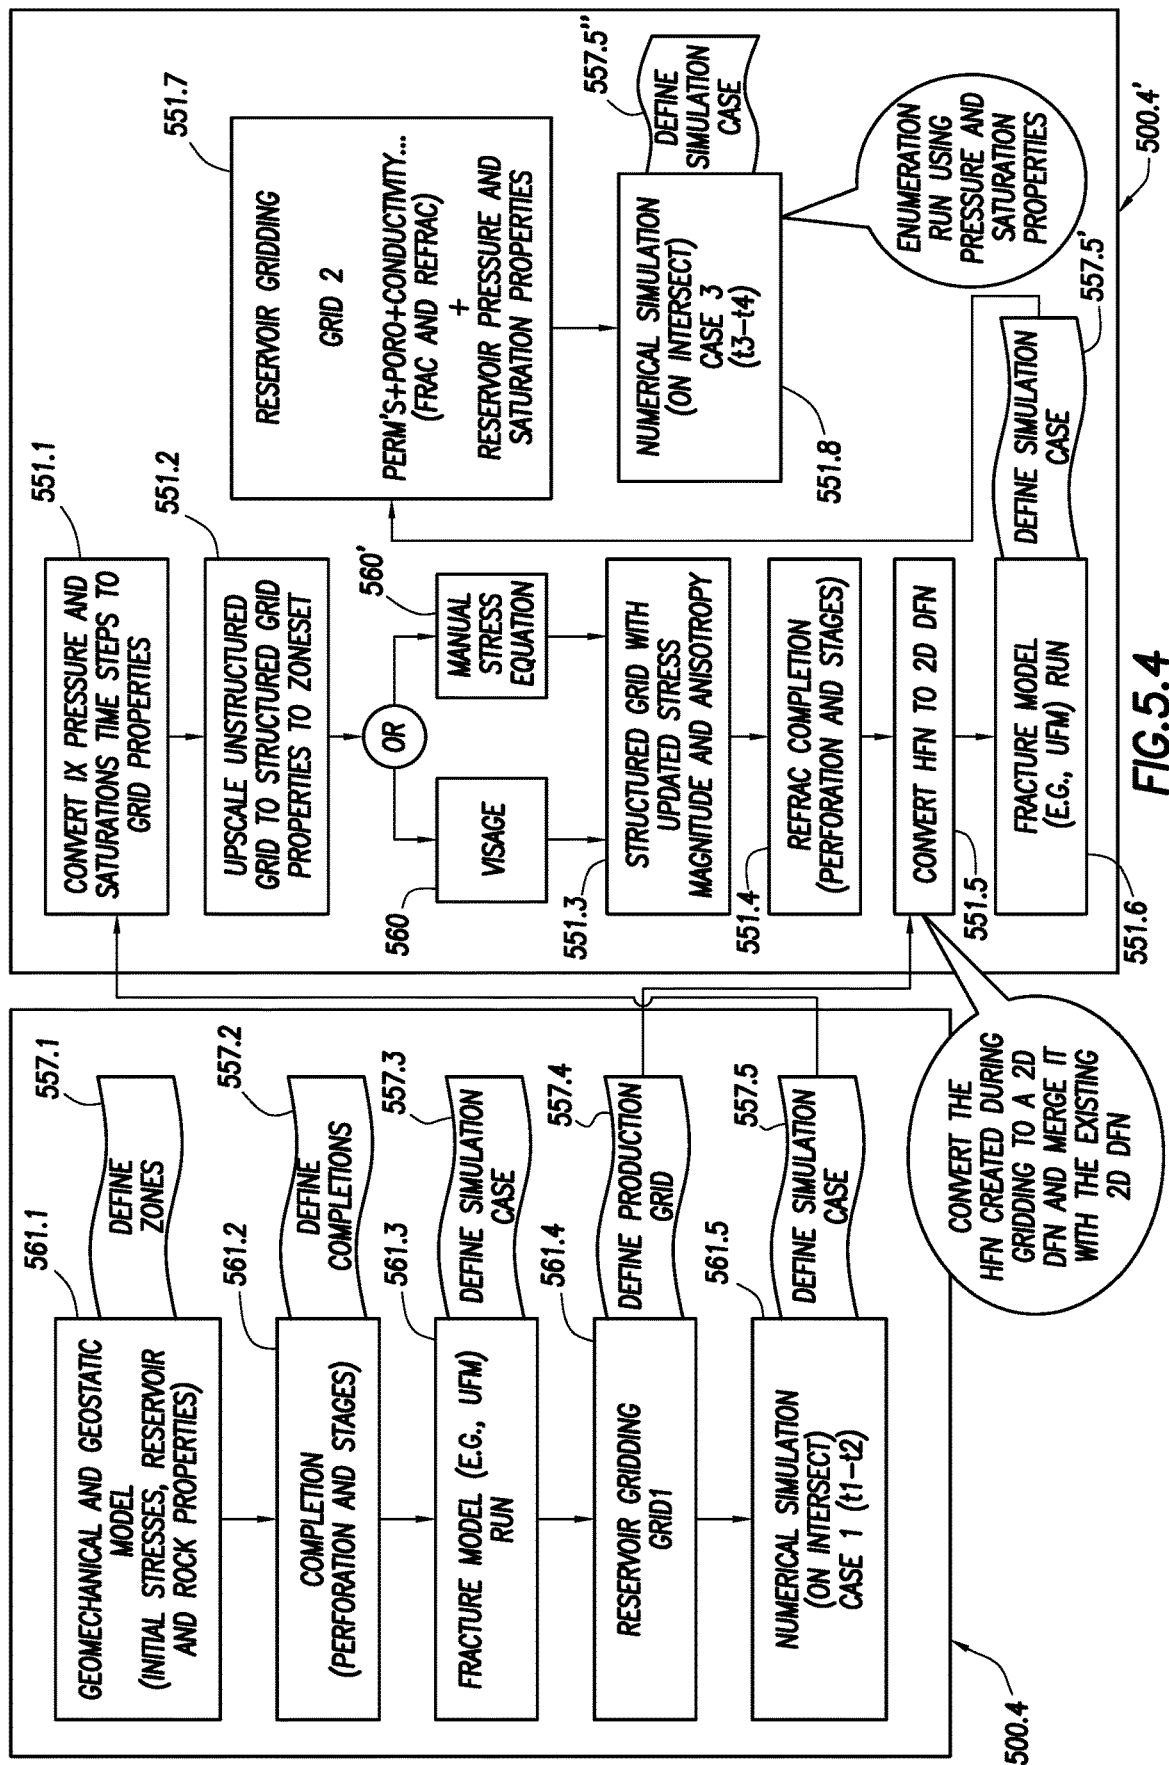 561.1
GEOMECHANICAL AND GEOSTATIC
MODEL
(INITIAL STRESSES, RESERVOIR
AND ROCK PROPERTIES)
557.1
DEFINE
ZONES
561.2
COMPLETION
(PERFORATION AND STAGES)
557.2
DEFINE
COMPLETIONS
561.3
FRACTURE MODEL (E.G., UFM)
RUN
557.3
DEFINE SIMULATION
CASE
561.4
RESERVOIR GRIDDING
GRID1
557.4
DEFINE PRODUCTION
GRID
561.5
NUMERICAL SIMULATION
(ON INTERSECT)
CASE 1 (t1-t2)
557.5
DEFINE SIMULATION
CASE
500.4
CONVERT THE
HFN CREATED DURING
GRIDDING TO A 2D
DFN AND MERGE IT
WITH THE EXISTING
2D DFN
551.1
CONVERT IX PRESSURE AND
SATURATIONS TIME STEPS TO
GRID PROPERTIES
551.2
UPSCALE UNSTRUCTURED
GRID TO STRUCTURED GRID
PROPERTIES TO ZONESET
OR
560
VISAGE
560'
MANUAL
STRESS
EQUATION
551.3
STRUCTURED GRID WITH
UPDATED STRESS
MAGNITUDE AND ANISOTROPY
551.4
REFRAC COMPLETION
(PERFORATION AND STAGES)
551.5
CONVERT HFN TO 2D DFN
551.6
FRACTURE MODEL
(E.G., UFM) RUN
557.5'
DEFINE SIMULATION
CASE
551.7
RESERVOIR GRIDDING
GRID 2
PERM'S+PORO+CONDUCTIVITY...
(FRAC AND REFRAC)
+
RESERVOIR PRESSURE AND
SATURATION PROPERTIES
551.8
NUMERICAL SIMULATION
(ON INTERSECT)
CASE 3
(t3-t4)
557.5"
DEFINE
SIMULATION
CASE
ENUMERATION
RUN USING
PRESSURE AND
SATURATION
PROPERTIES
500.4'
FIG.5.4